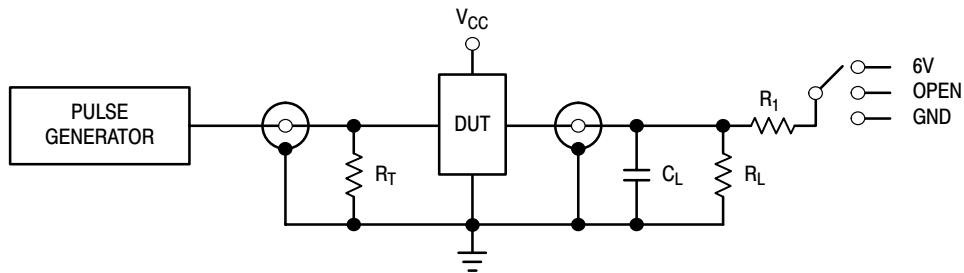 VCC
PULSE
GENERATOR
DUT
RT
CL
RL
R1
6V
OPEN
GND